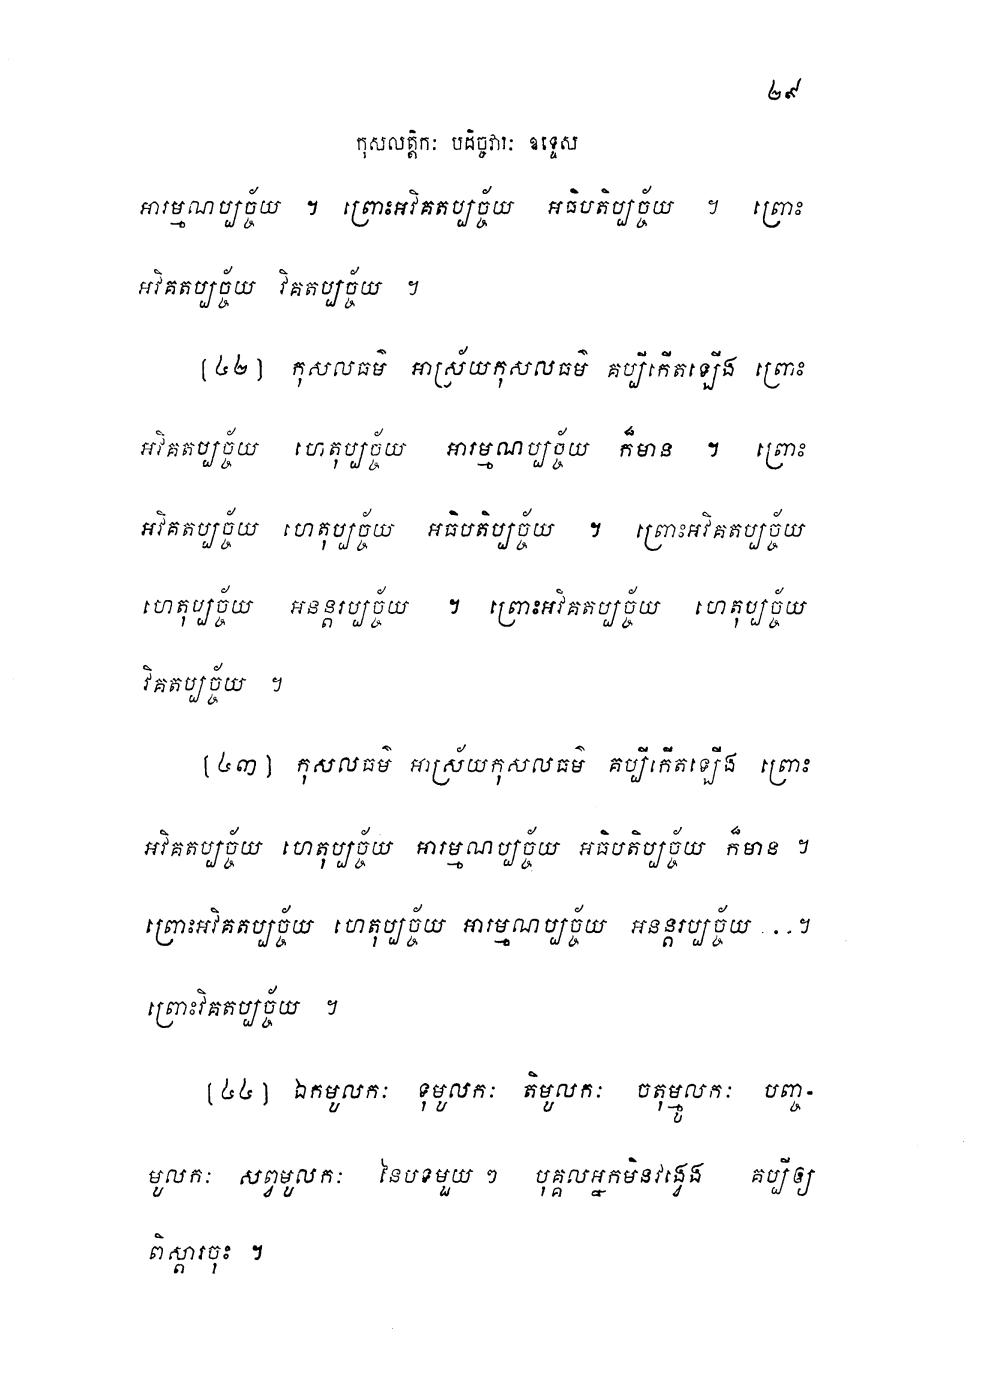 ២៩
កុសលត្តិកៈ បដិច្ចវារៈ ឧទ្ទេស
អារម្មណប្បច្ច័យ ។ ព្រោះអវិគតប្បច្ច័យ អធិបតិប្បច្ច័យ ។ ព្រោះ
អវិគតប្បច្ច័យ វិគតប្បច្ច័យ ។
[៤២] កុសលធម៌ អាស្រ័យកុសលធម៌ គប្បីកើតឡើង ព្រោះ
អវិគតប្បច្ច័យ ហេតុប្បច្ច័យ អារម្មណប្បច្ច័យ ក៏មាន ។ ព្រោះ
អវិគតប្បច្ច័យ ហេតុប្បច្ច័យ អធិបតិប្បច្ច័យ ។ ព្រោះអវិគតប្បច្ច័យ
ហេតុប្បច្ច័យ អនន្តរប្បច្ច័យ ។ ព្រោះអវិគតប្បច្ច័យ ហេតុប្បច្ច័យ
វិគតប្បច្ច័យ ។
[៤៣] កុសលធម៌ អាស្រ័យកុសលធម៌ គប្បីកើតឡើង ព្រោះ
អវិគតប្បច្ច័យ ហេតុប្បច្ច័យ អារម្មណប្បច្ច័យ អធិបតិប្បច្ច័យ ក៏មាន ។
ព្រោះអវិគតប្បច្ច័យ ហេតុប្បច្ច័យ អារម្មណប្បច្ច័យ អនន្តរប្បច្ច័យ ...។
ព្រោះវិគតប្បច្ច័យ ។
[៤៤] ឯកមូលកៈ ទុមូលកៈ តិមូលកៈ ចតុម្មូលកៈ បញ្ច-
មូលកៈ សព្វមូលកៈ នៃបទមួយ ៗ បុគ្គលអ្នកមិនវង្វេង គប្បីឲ្យ
ពិស្តារចុះ ។